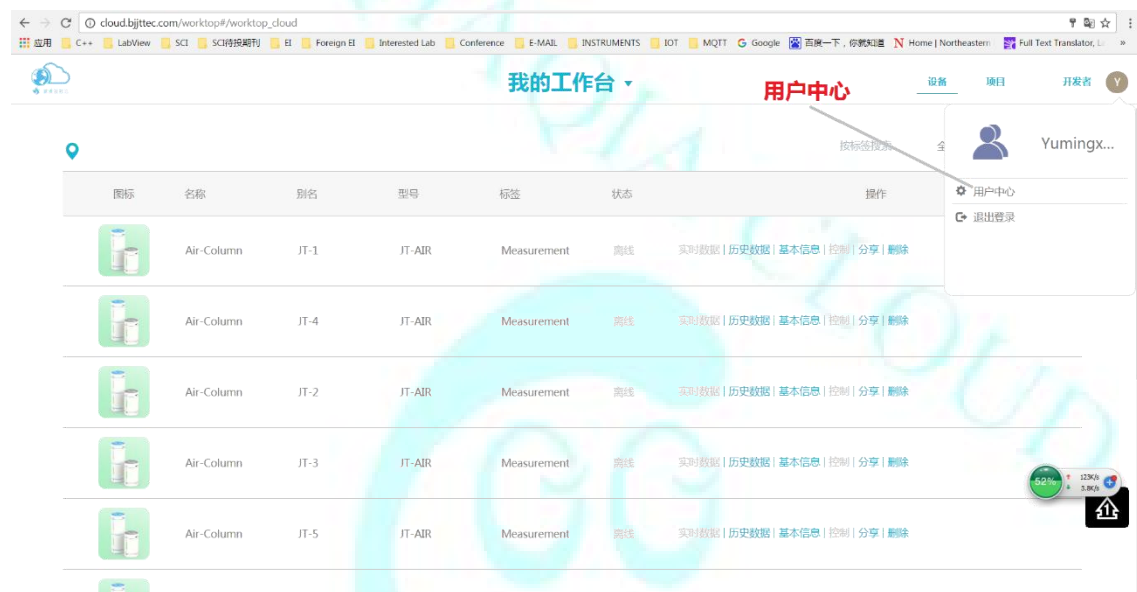 cloud.bjjttec.com/worktop#/worktop_cloud
应用 C++ LabView SCI SCI待投期刊 EI Foreign EI Interested Lab Conference E-MAIL INSTRUMENTS IOT MQTT Google 百度一下，你就知道 Home | Northeastern Full Text Translator, L »
我的工作台 用户中心 设备 项目 开发者 Y
Yumingx...
按标签搜索 全
用户中心
退出登录
图标 名称 别名 型号 标签 状态 操作
Air-Column JT-1 JT-AIR Measurement 离线 实时数据 | 历史数据 | 基本信息 | 控制 | 分享 | 删除
Air-Column JT-4 JT-AIR Measurement 离线 实时数据 | 历史数据 | 基本信息 | 控制 | 分享 | 删除
Air-Column JT-2 JT-AIR Measurement 离线 实时数据 | 历史数据 | 基本信息 | 控制 | 分享 | 删除
Air-Column JT-3 JT-AIR Measurement 离线 实时数据 | 历史数据 | 基本信息 | 控制 | 分享 | 删除
52% 123K/s
3.8K/s
Air-Column JT-5 JT-AIR Measurement 离线 实时数据 | 历史数据 | 基本信息 | 控制 | 分享 | 删除
CLOUD